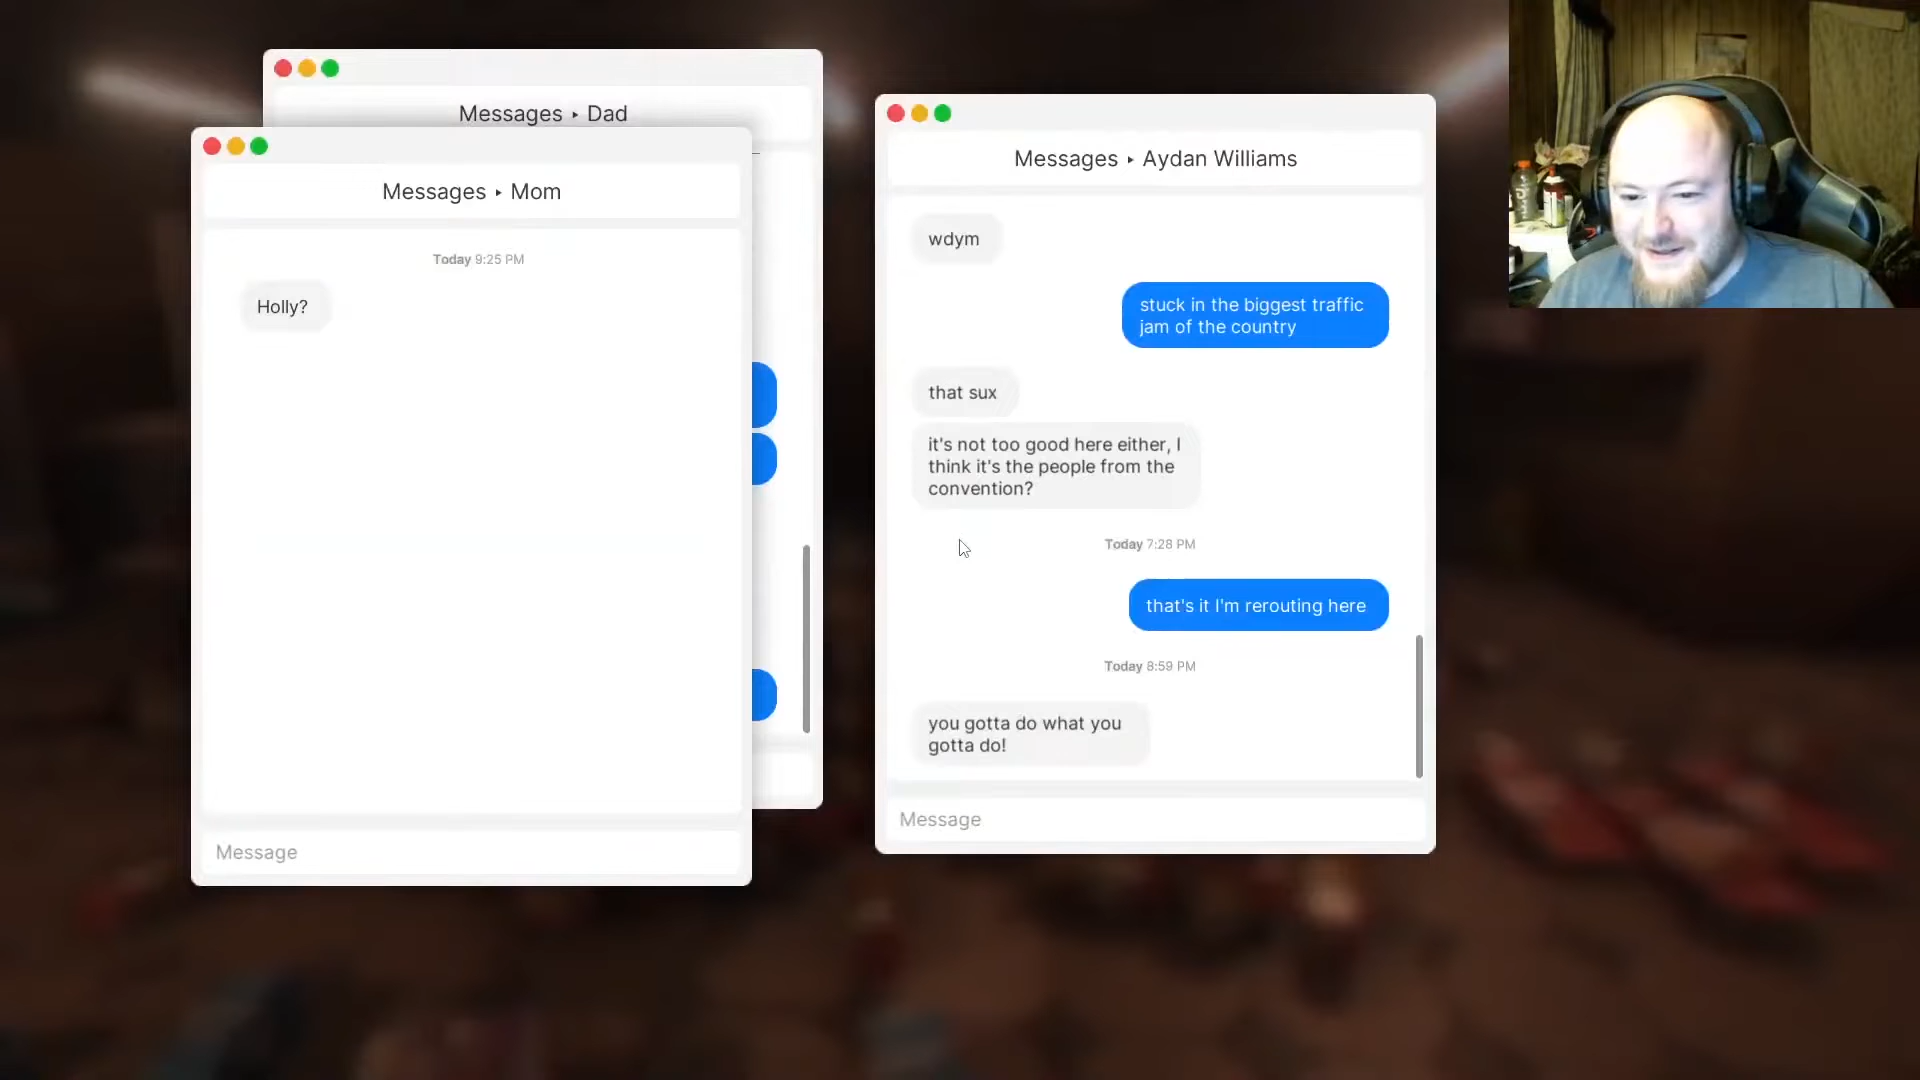 Messages ‣ Dad
Messages ‣ Mom
Today 9:25 PM
Holly?
Message
Messages ‣ Aydan Williams
wdym
stuck in the biggest traffic
jam of the country
that sux
it's not too good here either, I
think it's the people from the
convention?
Today 7:28 PM
that's it I'm rerouting here
Today 8:59 PM
you gotta do what you
gotta do!
Message